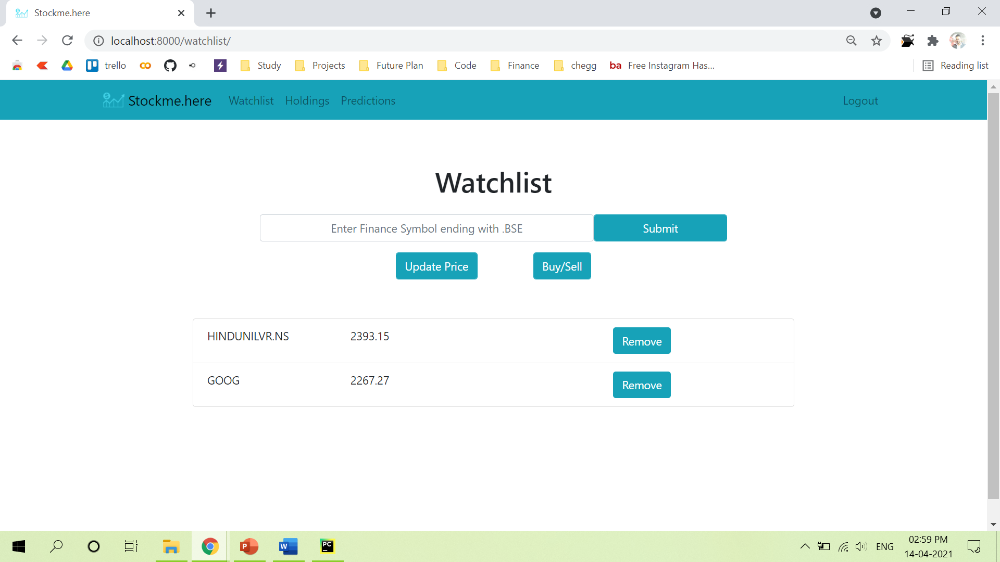 Stockme.here
localhost:8000/watchlist/
trello Study Projects Future Plan Code Finance chegg ba Free Instagram Has... Reading list
Stockme.here Watchlist Holdings Predictions Logout
Watchlist
Enter Finance Symbol ending with .BSE Submit
Update Price Buy/Sell
HINDUNILVR.NS 2393.15 Remove
GOOG 2267.27 Remove
P W PC ENG 02:59 PM
14-04-2021